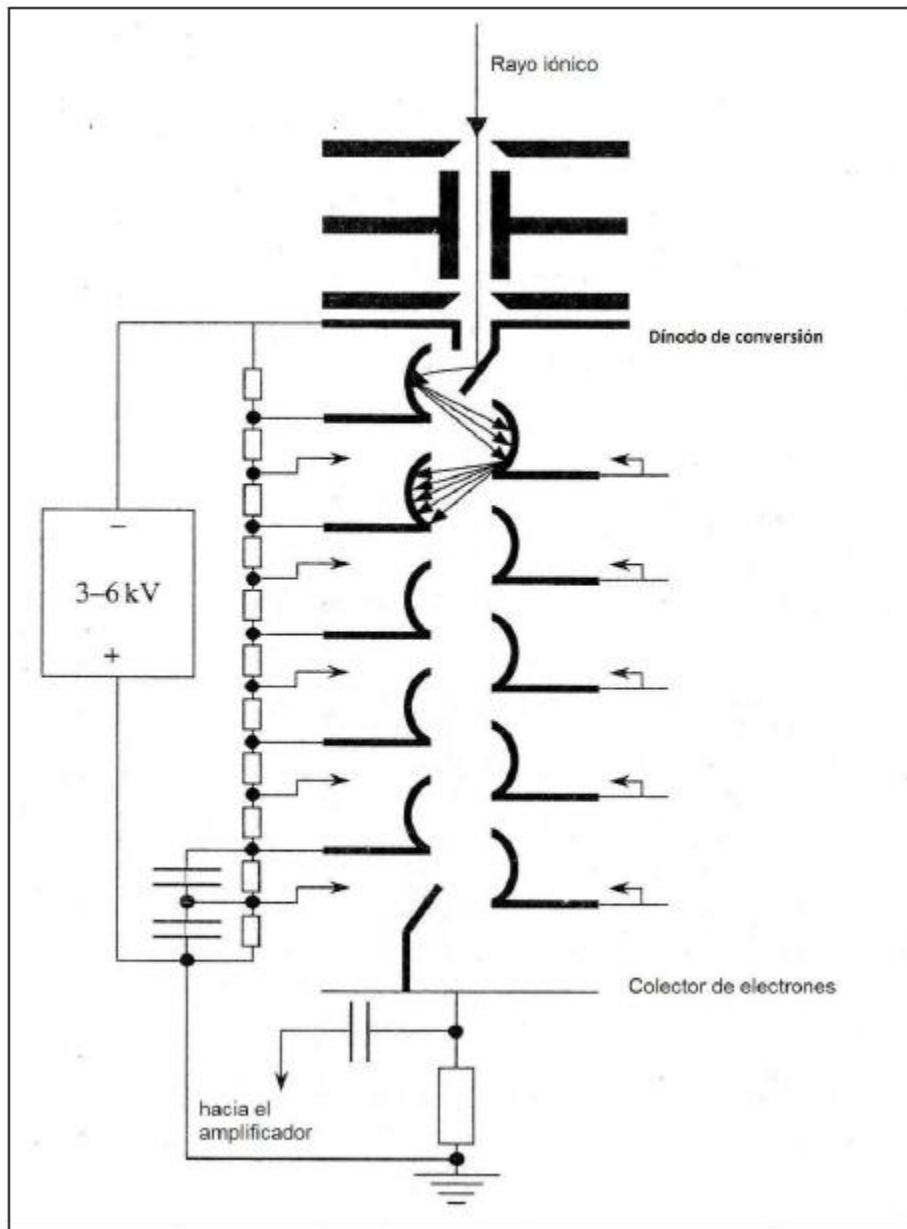 Rayo iónico
Dínodo de conversión
−
3–6 kV
+
Colector de electrones
hacia el
amplificador